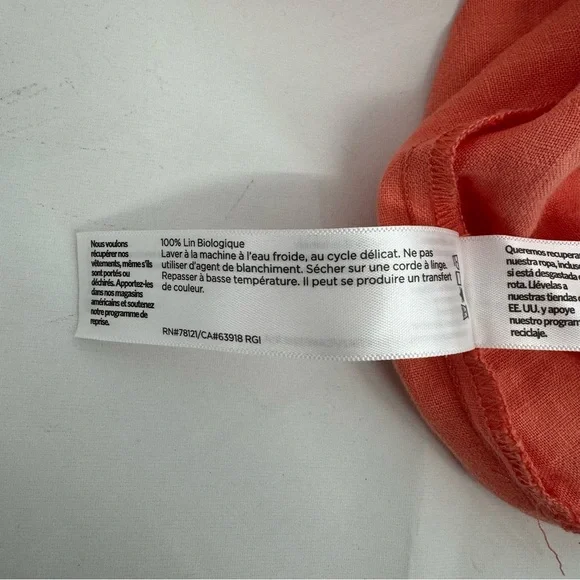 Nous voulons
récupérer nos
vêtements, même s'ils
sont portés ou
déchirés. Apportez-les
dans nos magasins
américains et soutenez
notre programme de
reprise.
100% Lin Biologique
Laver à la machine à l'eau froide, au cycle délicat. Ne pas
utiliser d'agent de blanchiment. Sécher sur une corde à linge.
Repasser à basse température. Il peut se produire un transfert
de couleur.
RN#78121/CA#63918 RGI
Queremos recuperar
nuestra ropa, inclus
si está desgastada
rota. Llévelas a
nuestras tiendas
EE. UU. y apoye
nuestro program
reciclaje.